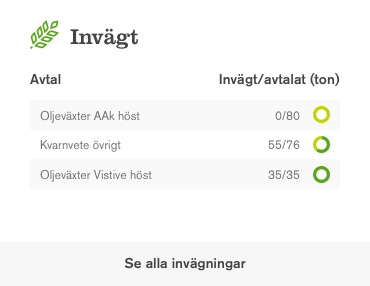 Invägt
Avtal Invägt/avtalat (ton)
Oljeväxter AAk höst 0/80
Kvarnvete övrigt 55/76
Oljeväxter Vistive höst 35/35
Se alla invägningar